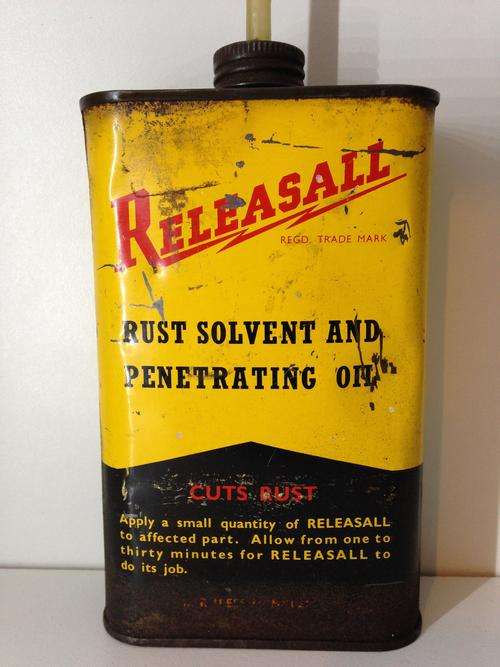 RELEASALL
REGD. TRADE MARK
RUST SOLVENT AND
PENETRATING OIL
CUTS RUST
Apply a small quantity of RELEASALL
to affected part. Allow from one to
thirty minutes for RELEASALL to
do its job.